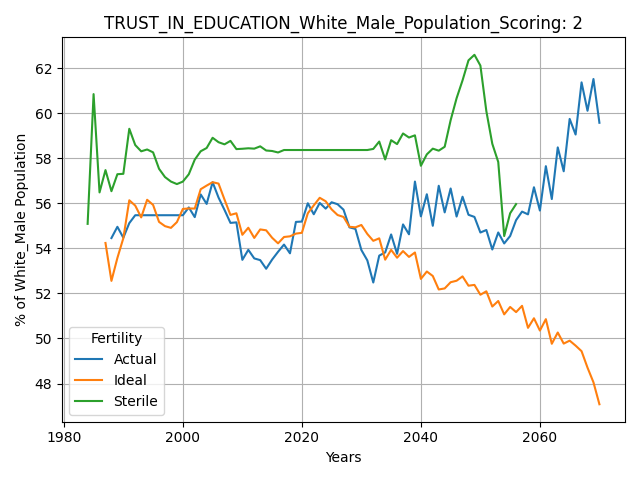 TRUST_IN_EDUCATION_White_Male_Population_Scoring: 2
% of White_Male Population
62
60
58
56
54
52
50
48
Fertility
Actual
Ideal
Sterile
1980
2000
2020
2040
2060
Years